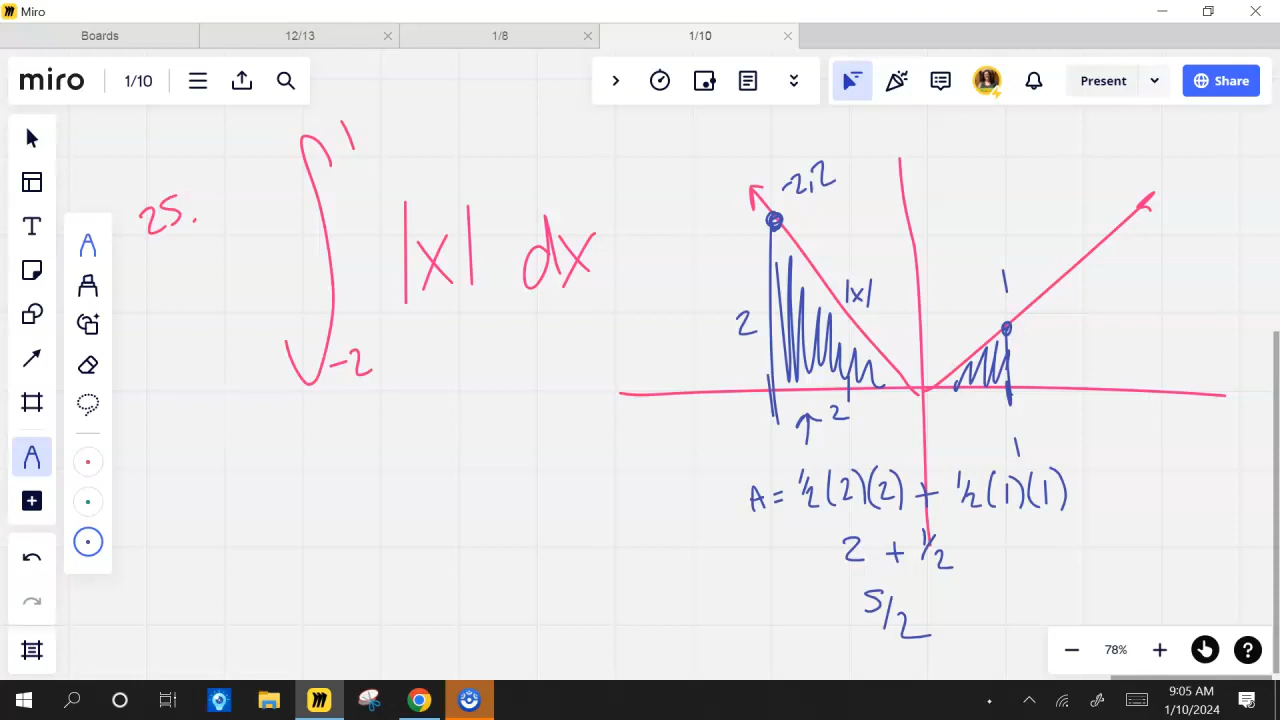 Miro
Boards
12/13
1/8
1/10
miro
1/10
Present
Share
25.
∫ 1 -2 |x| dx
-2,2
|x|
1
2
2
1
A = 1/2 (2)(2) + 1/2 (1)(1)
2 + 1/2
5/2
78%
9:05 AM
1/10/2024